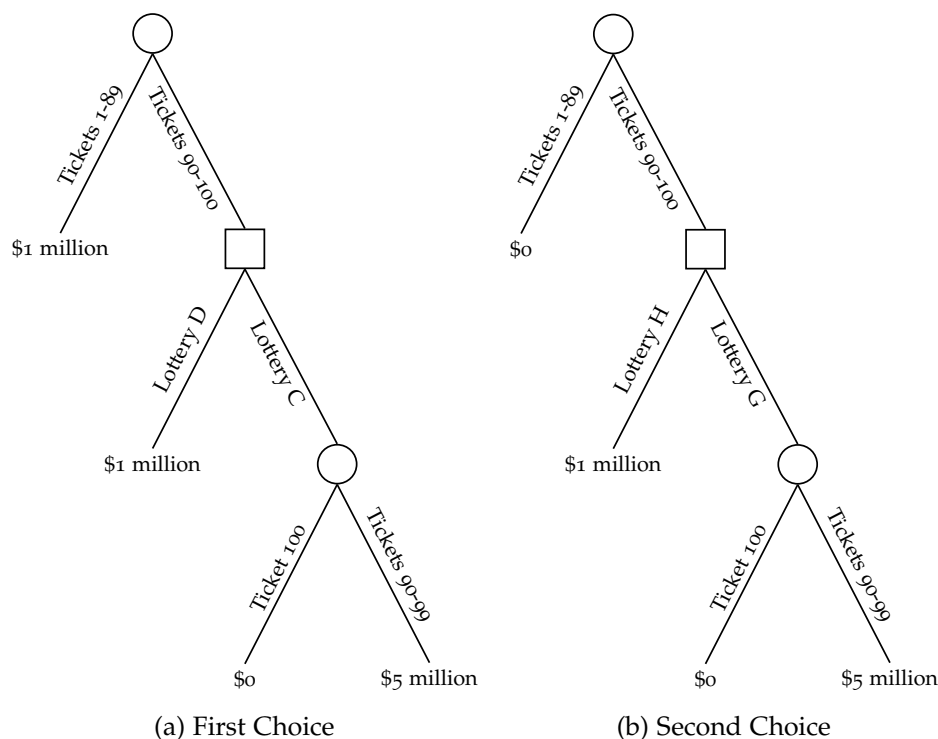 Tickets 1-89
Tickets 90-100
$1 million
Lottery D
Lottery C
$1 million
Ticket 100
Tickets 90-99
$0
$5 million
(a) First Choice
Tickets 1-89
Tickets 90-100
$0
Lottery H
Lottery G
$1 million
Ticket 100
Tickets 90-99
$0
$5 million
(b) Second Choice